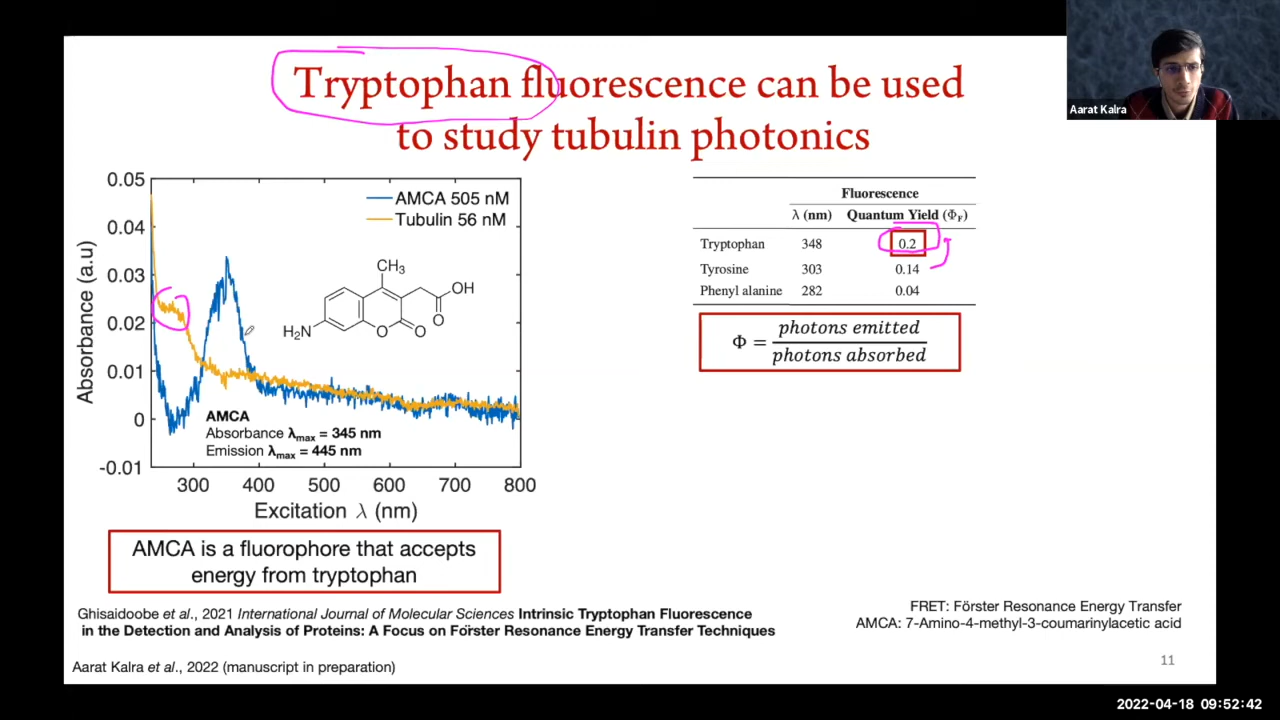 Aarat Kalra
Tryptophan fluorescence can be used
to study tubulin photonics
0.05
0.04
0.03
0.02
0.01
0
-0.01
Absorbance (a.u)
AMCA 505 nM
Tubulin 56 nM
CH3
OH
O
H2N
O
O
AMCA
Absorbance λmax = 345 nm
Emission λmax = 445 nm
300 400 500 600 700 800
Excitation λ (nm)
Fluorescence
λ (nm) Quantum Yield (ΦF)
Tryptophan 348 0.2
Tyrosine 303 0.14
Phenyl alanine 282 0.04
Φ = photons emitted
photons absorbed
AMCA is a fluorophore that accepts
energy from tryptophan
Ghisaidoobe et al., 2021 International Journal of Molecular Sciences Intrinsic Tryptophan Fluorescence
in the Detection and Analysis of Proteins: A Focus on Förster Resonance Energy Transfer Techniques
Aarat Kalra et al., 2022 (manuscript in preparation)
FRET: Förster Resonance Energy Transfer
AMCA: 7-Amino-4-methyl-3-coumarinylacetic acid
11
2022-04-18 09:52:42